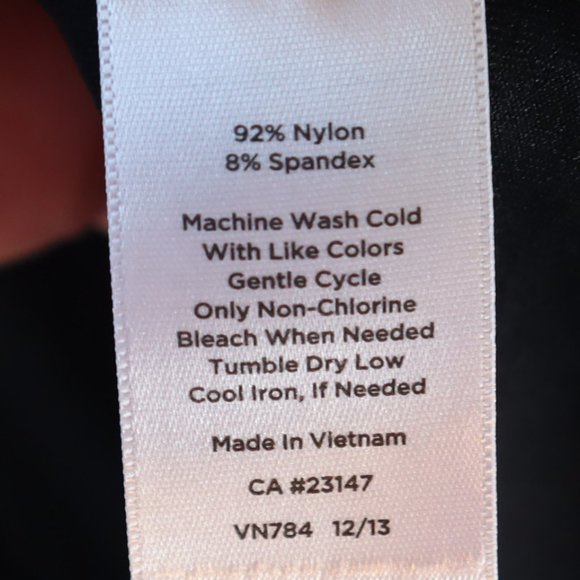 92% Nylon
8% Spandex
Machine Wash Cold
With Like Colors
Gentle Cycle
Only Non-Chlorine
Bleach When Needed
Tumble Dry Low
Cool Iron, If Needed
Made In Vietnam
CA #23147
VN784 12/13